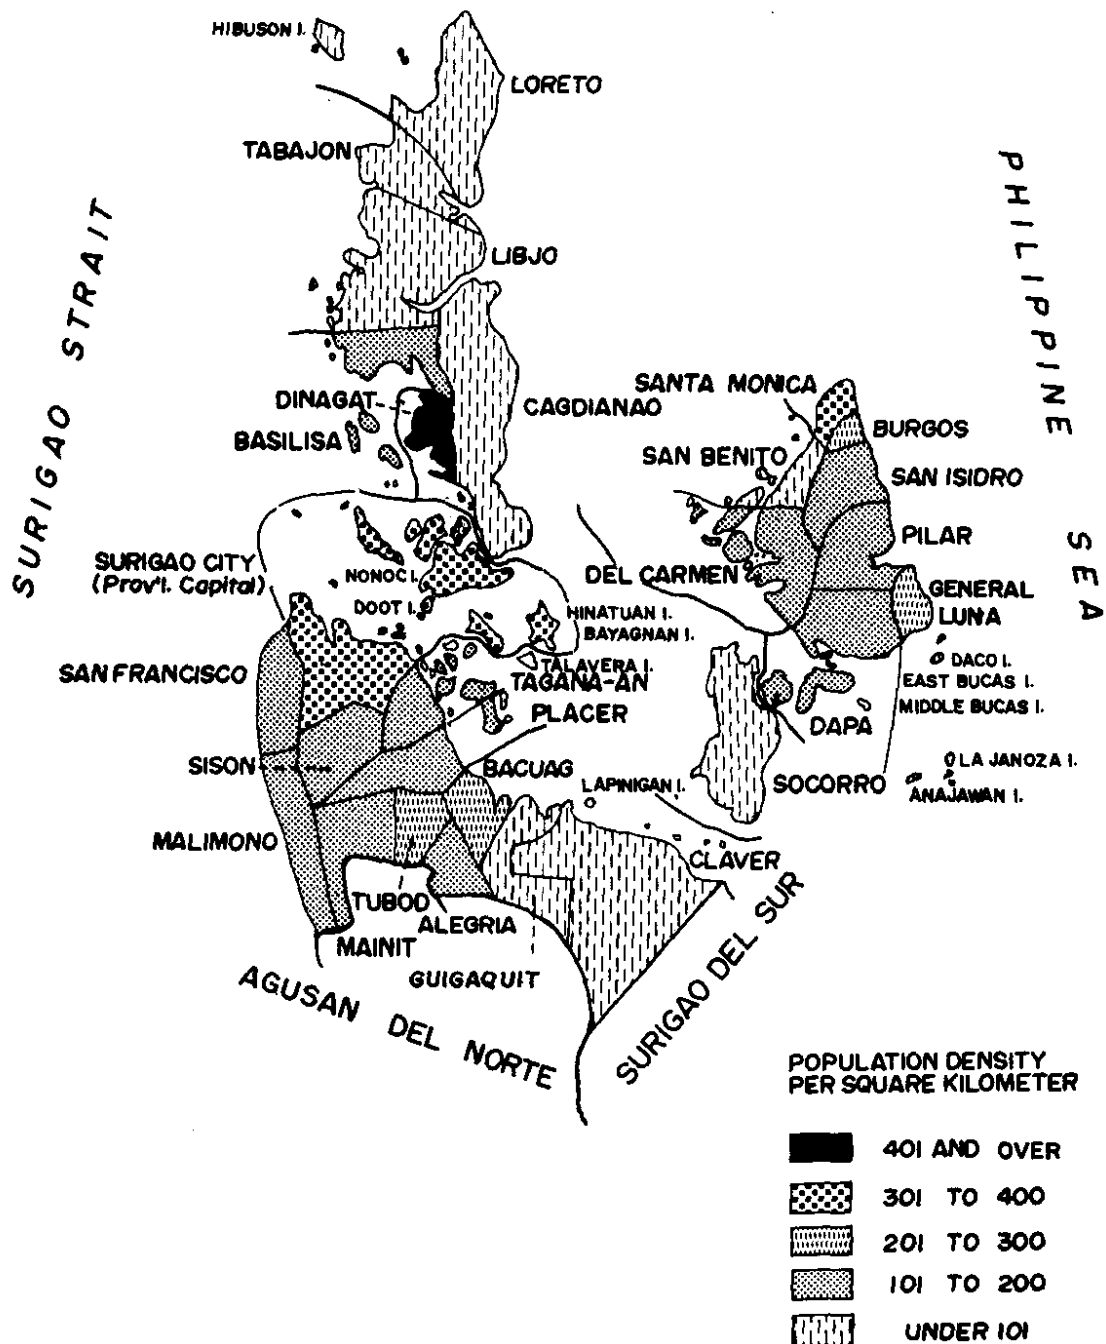 HIBUSON I.
LORETO
TABAJON
LIBJO
SURIGAO STRAIT
PHILIPPINE SEA
DINAGAT
BASILISA
CAGDIANAO
SANTA MONICA
BURGOS
SAN BENITO
SAN ISIDRO
PILAR
SURIGAO CITY
(Prov'l. Capital)
NONOC I.
DEL CARMEN
GENERAL
LUNA
DOOT I.
HINATUAN I.
BAYAGNAN I.
SAN FRANCISCO
TALAVERA I.
TAGANA-AN
DACO I.
EAST BUCAS I.
MIDDLE BUCAS I.
PLACER
DAPA
SISON
BACUAG
LAPINIGAN I.
SOCORRO
LA JANOZA I.
ANAJAWAN I.
MALIMONO
CLAVER
TUBOD
ALEGRIA
MAINIT
GUIGAQUIT
AGUSAN DEL NORTE
SURIGAO DEL SUR
POPULATION DENSITY
PER SQUARE KILOMETER
401 AND OVER
301 TO 400
201 TO 300
101 TO 200
UNDER 101